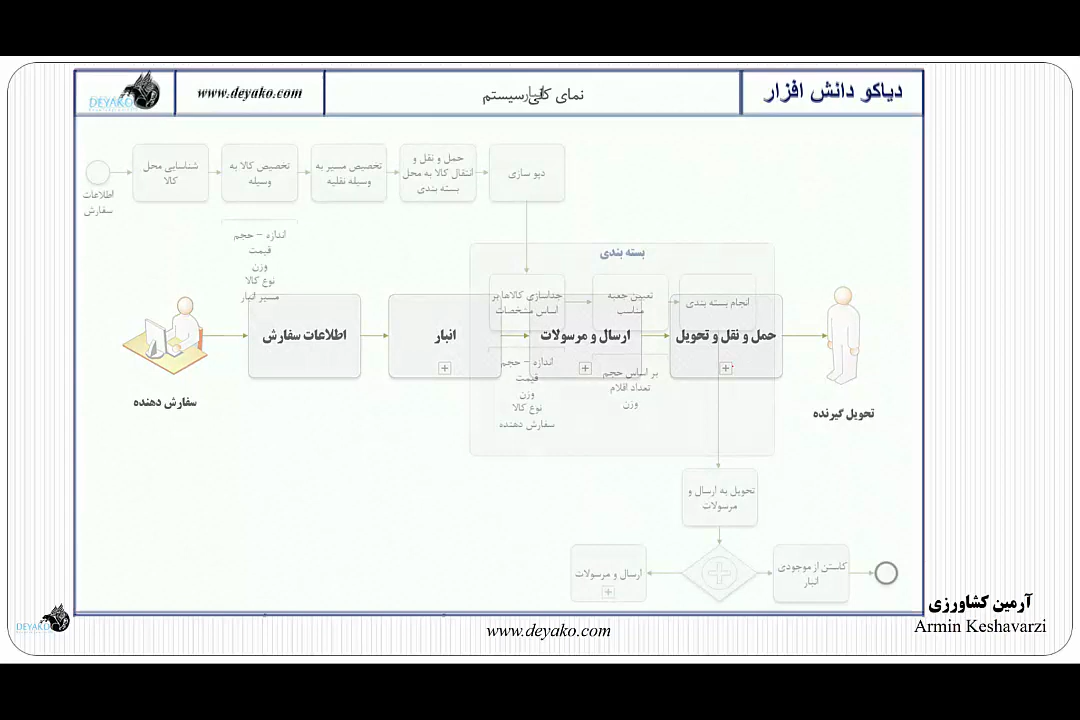 دیاکو دانش افزار
نمای کلی سیستم
انبار
www.deyako.com
DEYAKO
شناسایی محل
کالا
تخصیص کالا به
وسیله
تخصیص مسیر به
وسیله نقلیه
حمل و نقل و
انتقال کالا به محل
بسته بندی
دپو سازی
اطلاعات
سفارش
اندازه - حجم
قیمت
وزن
نوع کالا
مسیر انبار
بسته بندی
جداسازی کالاها بر
اساس مشخصات
تعیین جعبه
مناسب
انجام بسته بندی
اطلاعات سفارش
انبار
ارسال و مرسولات
حمل و نقل و تحویل
سفارش دهنده
تحویل گیرنده
اندازه - حجم
قیمت
وزن
نوع کالا
سفارش دهنده
بر اساس حجم
تعداد اقلام
وزن
تحویل به ارسال و
مرسولات
ارسال و مرسولات
کاستن از موجودی
انبار
آرمین کشاورزی
Armin Keshavarzi
DEYAKO
www.deyako.com